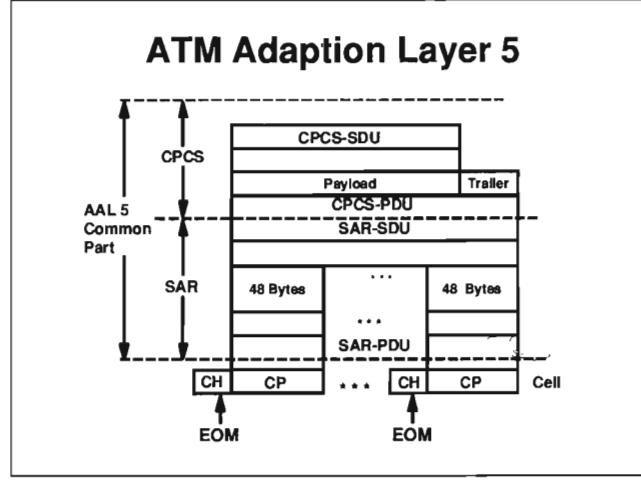 ATM Adaption Layer 5
CPCS-SDU
CPCS
Payload
Trailer
CPCS-PDU
AAL 5
Common
Part
SAR-SDU
SAR
48 Bytes
...
48 Bytes
...
SAR-PDU
CH
CP
...
CH
CP
Cell
EOM
EOM